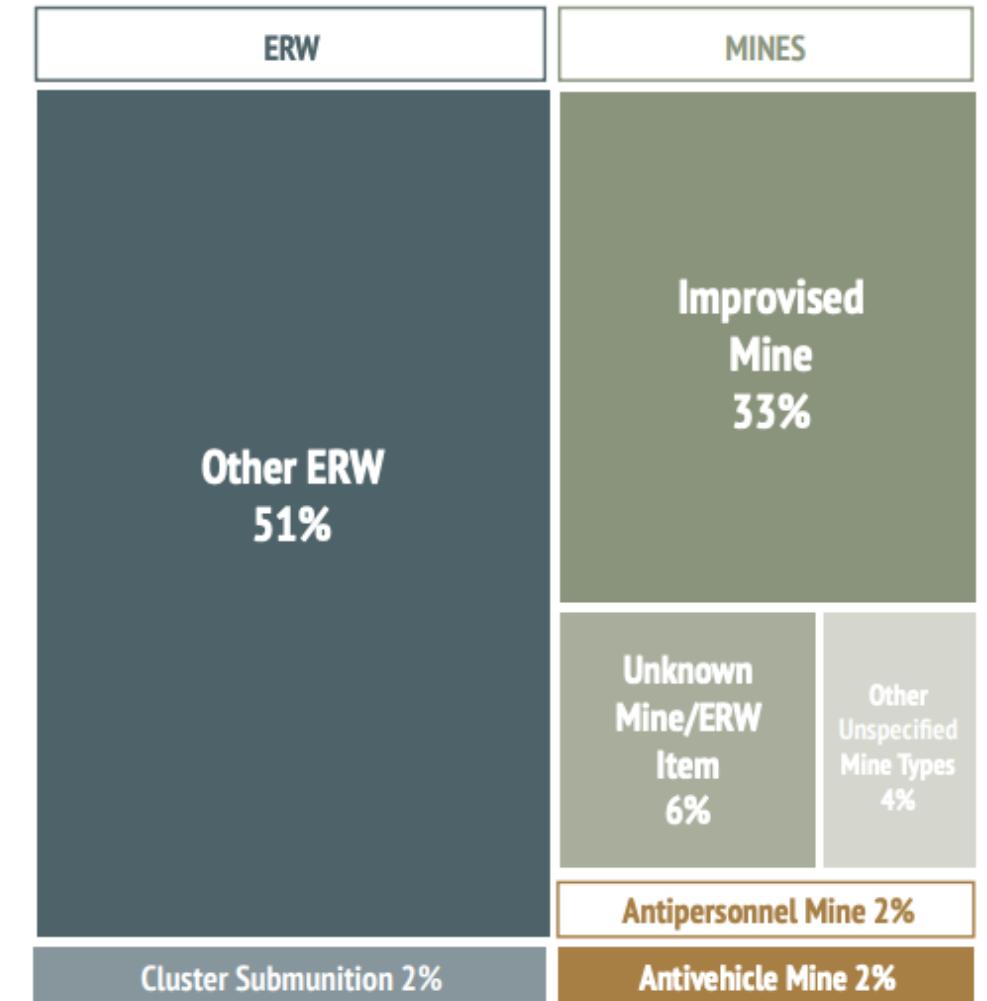 ERW
MINES
Other ERW
51%
Improvised
Mine
33%
Unknown
Mine/ERW
Item
6%
Other
Unspecified
Mine Types
4%
Antipersonnel Mine 2%
Cluster Submunition 2%
Antivehicle Mine 2%